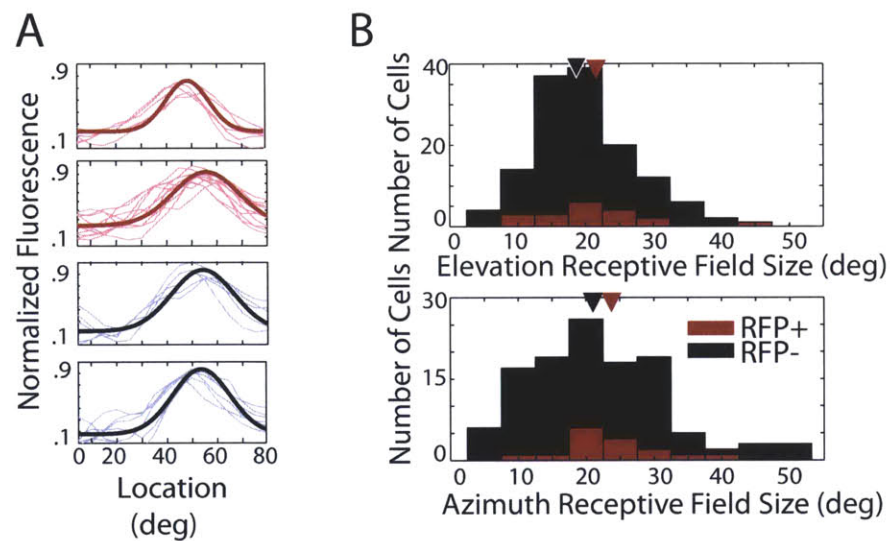 A
Normalized Fluorescence
.9
.1
.9
.1
.9
.1
.9
.1
0 20 40 60 80
Location
(deg)
B
Number of Cells
40
20
0
0 10 20 30 40 50
Elevation Receptive Field Size (deg)
Number of Cells
30
15
0
RFP+
RFP-
0 10 20 30 40 50
Azimuth Receptive Field Size (deg)